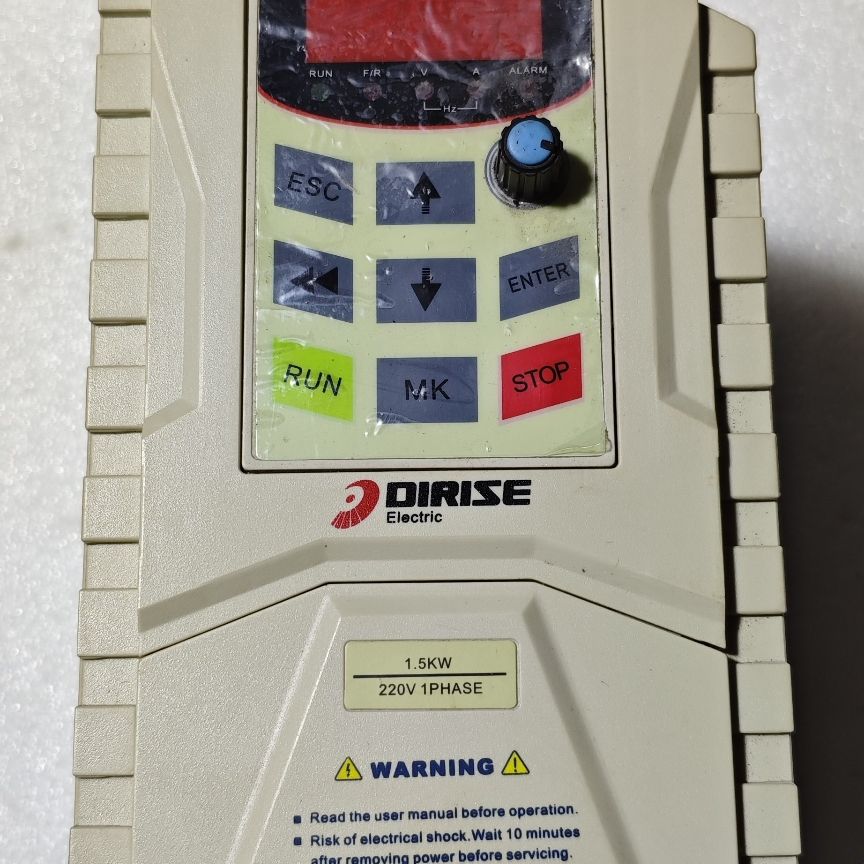 RUN F/R V A ALARM
Hz
ESC
ENTER
RUN MK STOP
DIRISE
Electric
1.5KW
220V 1PHASE
WARNING
Read the user manual before operation.
Risk of electrical shock. Wait 10 minutes
after removing power before servicing.